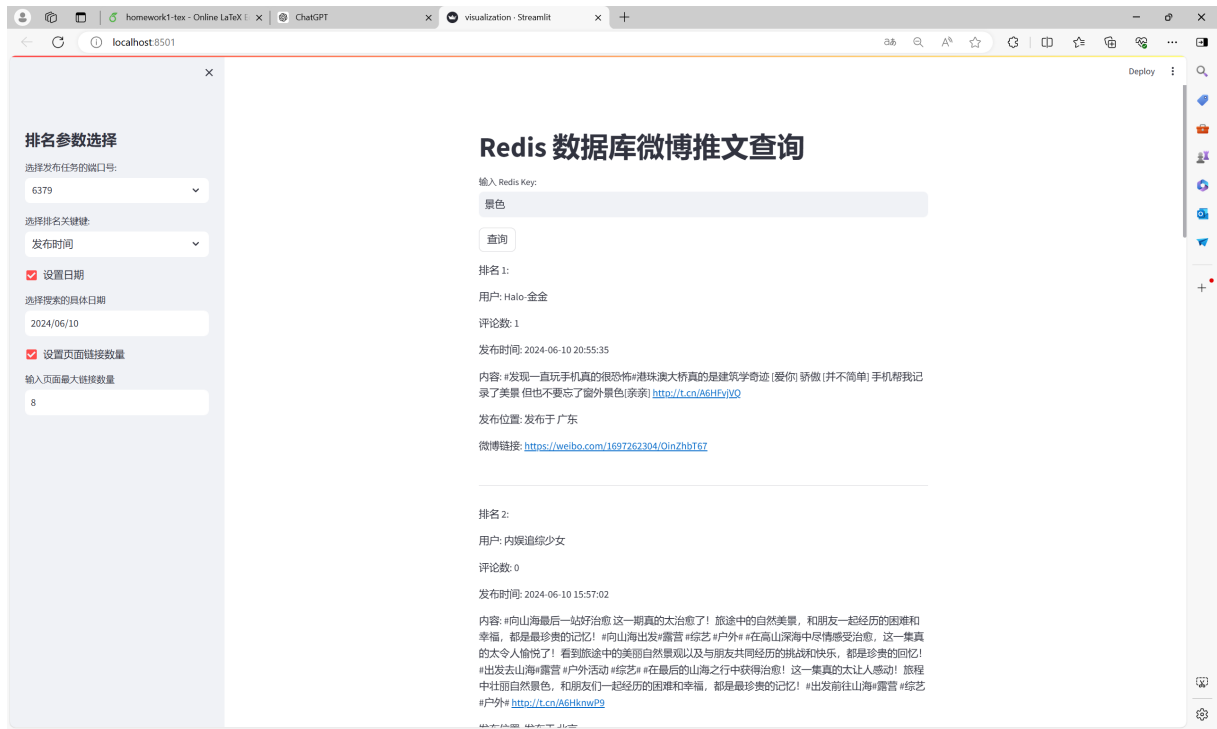 homework1-tex - Online LaTeX E
ChatGPT
visualization · Streamlit
localhost:8501
Deploy
排名参数选择
选择发布任务的端口号:
6379
选择排名关键键:
发布时间
设置日期
选择搜索的具体日期
2024/06/10
设置页面链接数量
输入页面最大链接数量
8
Redis 数据库微博推文查询
输入 Redis Key:
景色
查询
排名 1:
用户: Halo-金金
评论数: 1
发布时间: 2024-06-10 20:55:35
内容: #发现一直玩手机真的很恐怖#港珠澳大桥真的是建筑学奇迹 [爱你] 骄傲 [并不简单] 手机帮我记
录了美景 但也不要忘了窗外景色[亲亲] http://t.cn/A6HFvjVQ
发布位置: 发布于 广东
微博链接: https://weibo.com/1697262304/OinZhbT67
排名 2:
用户: 内娱追综少女
评论数: 0
发布时间: 2024-06-10 15:57:02
内容: #向山海最后一站好治愈 这一期真的太治愈了！旅途中的自然美景，和朋友一起经历的困难和
幸福，都是最珍贵的记忆！#向山海出发#露营 #综艺 #户外# #在高山深海中尽情感受治愈，这一集真
的太令人愉悦了！看到旅途中的美丽自然景观以及与朋友共同经历的挑战和快乐，都是珍贵的回忆！
#出发去山海#露营 #户外活动 #综艺# #在最后的山海之行中获得治愈！这一集真的太让人感动！旅程
中壮丽自然景色，和朋友们一起经历的困难和幸福，都是最珍贵的记忆！#出发前往山海#露营 #综艺
#户外# http://t.cn/A6HknwP9
发布位置: 发布于 北京